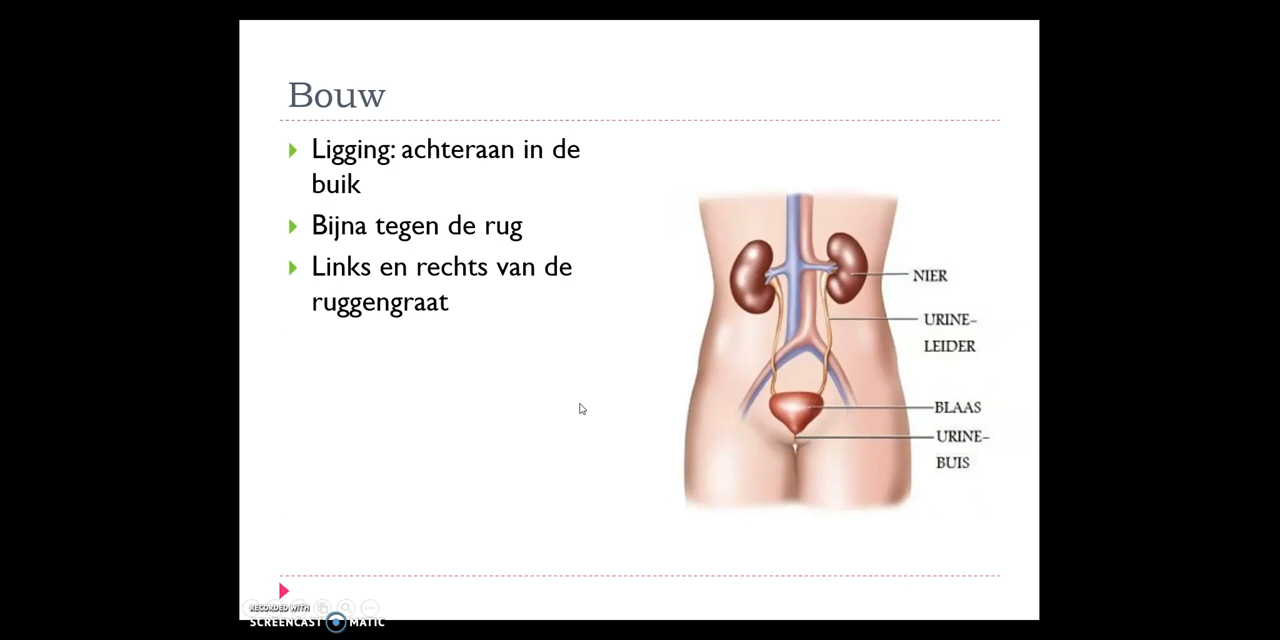 Bouw
Ligging: achteraan in de
buik
Bijna tegen de rug
Links en rechts van de
ruggengraat
NIER
URINE-
LEIDER
BLAAS
URINE-
BUIS
RECORDED WITH
SCREENCAST MATIC